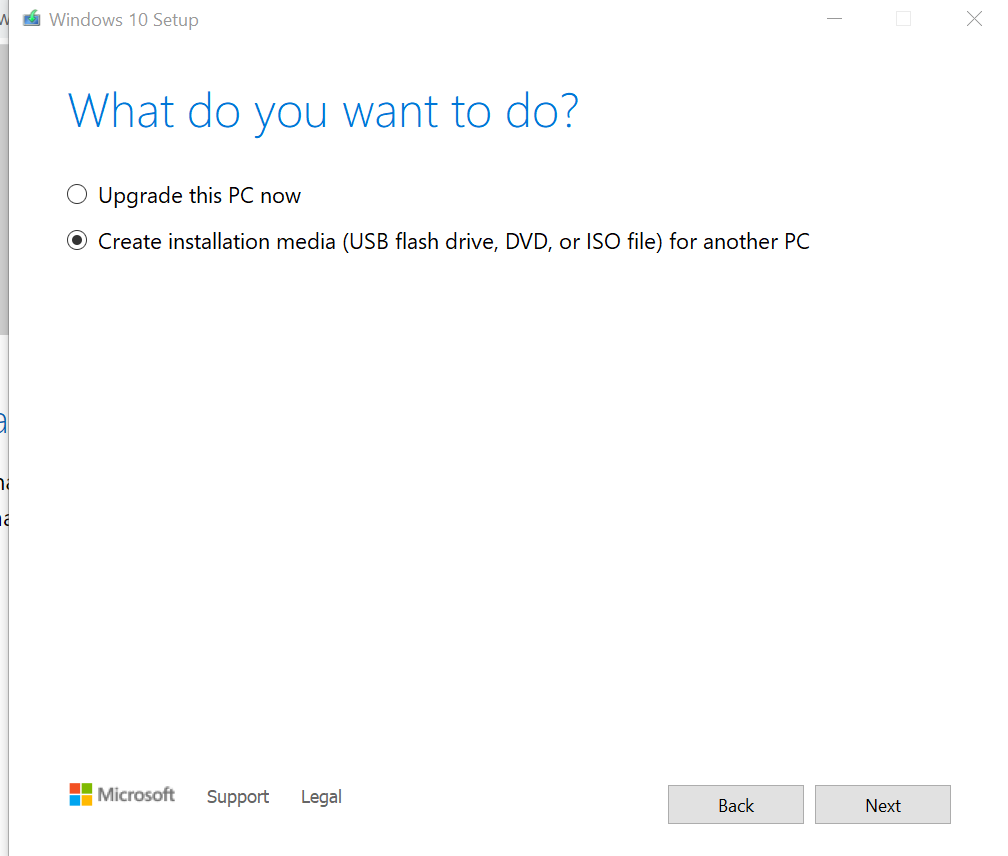 Windows 10 Setup
What do you want to do?
Upgrade this PC now
Create installation media (USB flash drive, DVD, or ISO file) for another PC
Microsoft Support Legal Back Next